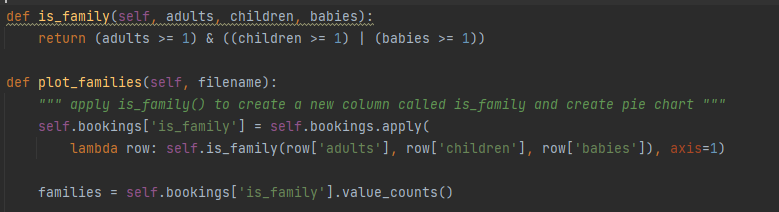 def is_family(self, adults, children, babies):
    return (adults >= 1) & ((children >= 1) | (babies >= 1))

def plot_families(self, filename):
    """ apply is_family() to create a new column called is_family and create pie chart """
    self.bookings['is_family'] = self.bookings.apply(
        lambda row: self.is_family(row['adults'], row['children'], row['babies']), axis=1)

    families = self.bookings['is_family'].value_counts()